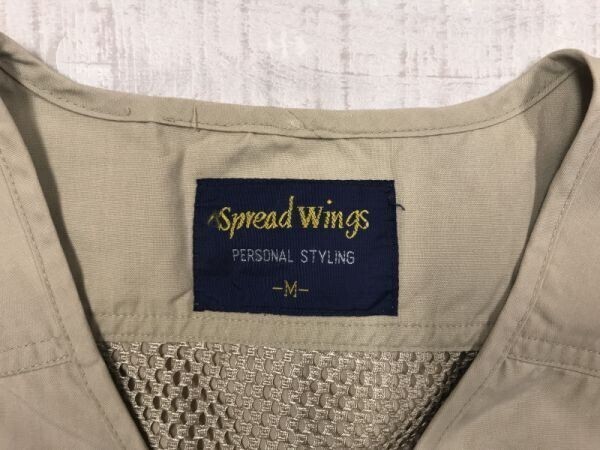 Spread Wings
PERSONAL STYLING
-M-